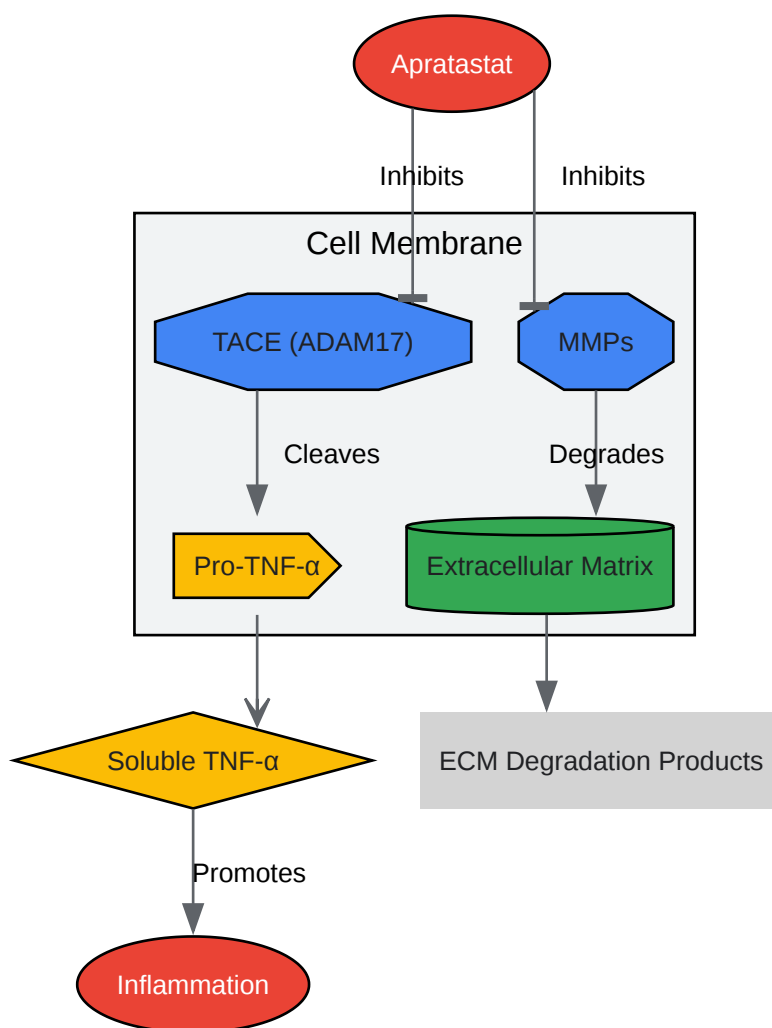 Apratastat
Inhibits
Inhibits
Cell Membrane
TACE (ADAM17)
MMPs
Cleaves
Degrades
Pro-TNF-α
Extracellular Matrix
Soluble TNF-α
ECM Degradation Products
Promotes
Inflammation